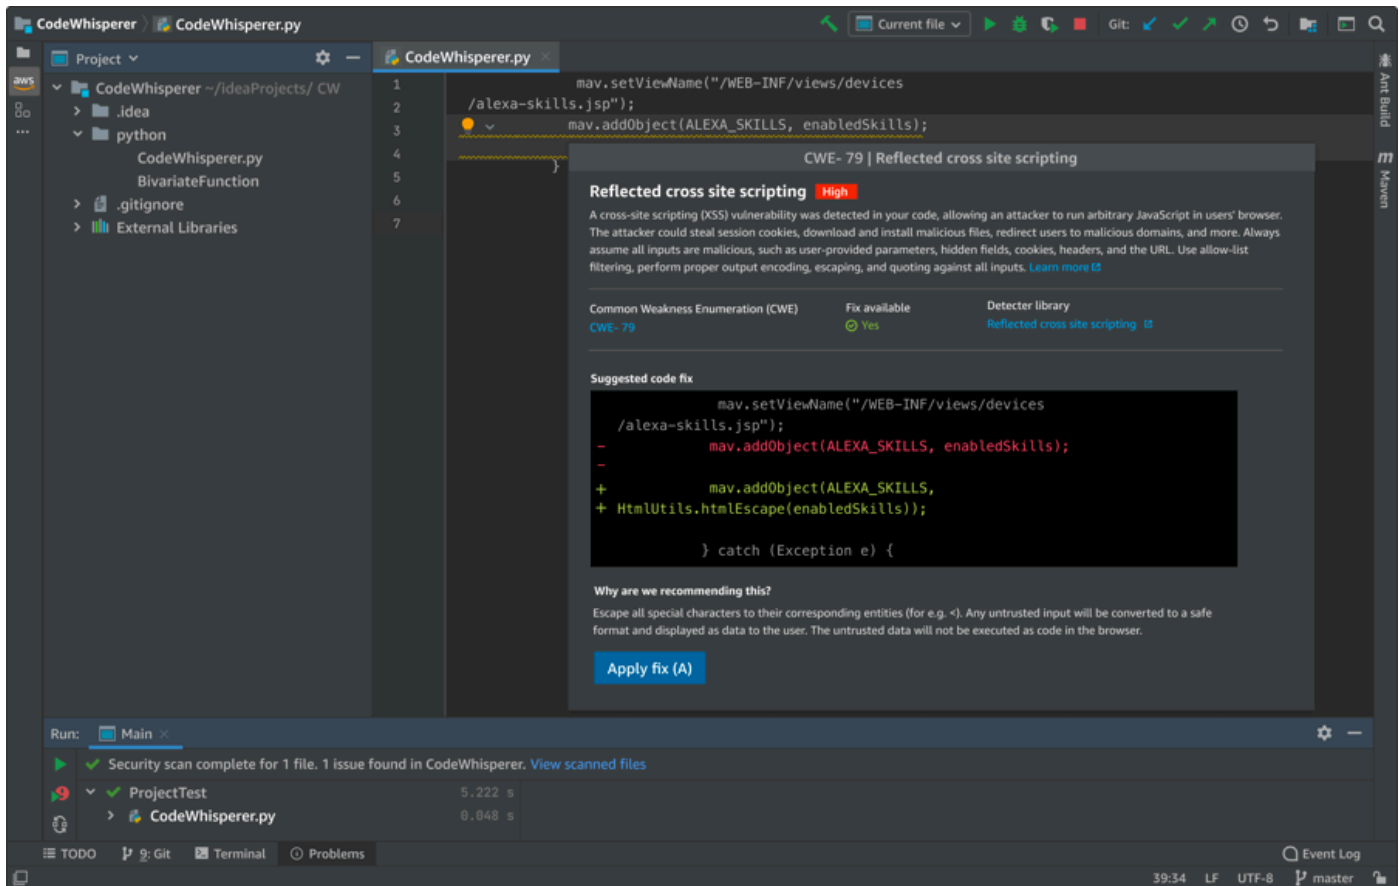 CodeWhisperer CodeWhisperer.py
Current file
Git:
Project
CodeWhisperer.py
aws
CodeWhisperer ~/ideaProjects/ CW
.idea
python
CodeWhisperer.py
BivariateFunction
.gitignore
External Libraries
1 mav.setViewName("/WEB-INF/views/devices
2 /alexa-skills.jsp");
3 mav.addObject(ALEXA_SKILLS, enabledSkills);
4
5 }
6
7
Ant Build
m Maven
CWE- 79 | Reflected cross site scripting
Reflected cross site scripting High
A cross-site scripting (XSS) vulnerability was detected in your code, allowing an attacker to run arbitrary JavaScript in users' browser.
The attacker could steal session cookies, download and install malicious files, redirect users to malicious domains, and more. Always
assume all inputs are malicious, such as user-provided parameters, hidden fields, cookies, headers, and the URL. Use allow-list
filtering, perform proper output encoding, escaping, and quoting against all inputs. Learn more
Common Weakness Enumeration (CWE)
CWE- 79
Fix available
Yes
Detecter library
Reflected cross site scripting
Suggested code fix
mav.setViewName("/WEB-INF/views/devices
/alexa-skills.jsp");
- mav.addObject(ALEXA_SKILLS, enabledSkills);
-
+ mav.addObject(ALEXA_SKILLS,
+ HtmlUtils.htmlEscape(enabledSkills));
} catch (Exception e) {
Why are we recommending this?
Escape all special characters to their corresponding entities (for e.g. <). Any untrusted input will be converted to a safe
format and displayed as data to the user. The untrusted data will not be executed as code in the browser.
Apply fix (A)
Run: Main
Security scan complete for 1 file. 1 issue found in CodeWhisperer. View scanned files
ProjectTest 5.222 s
CodeWhisperer.py 0.048 s
9
TODO 9: Git Terminal Problems Event Log
39:34 LF UTF-8 master